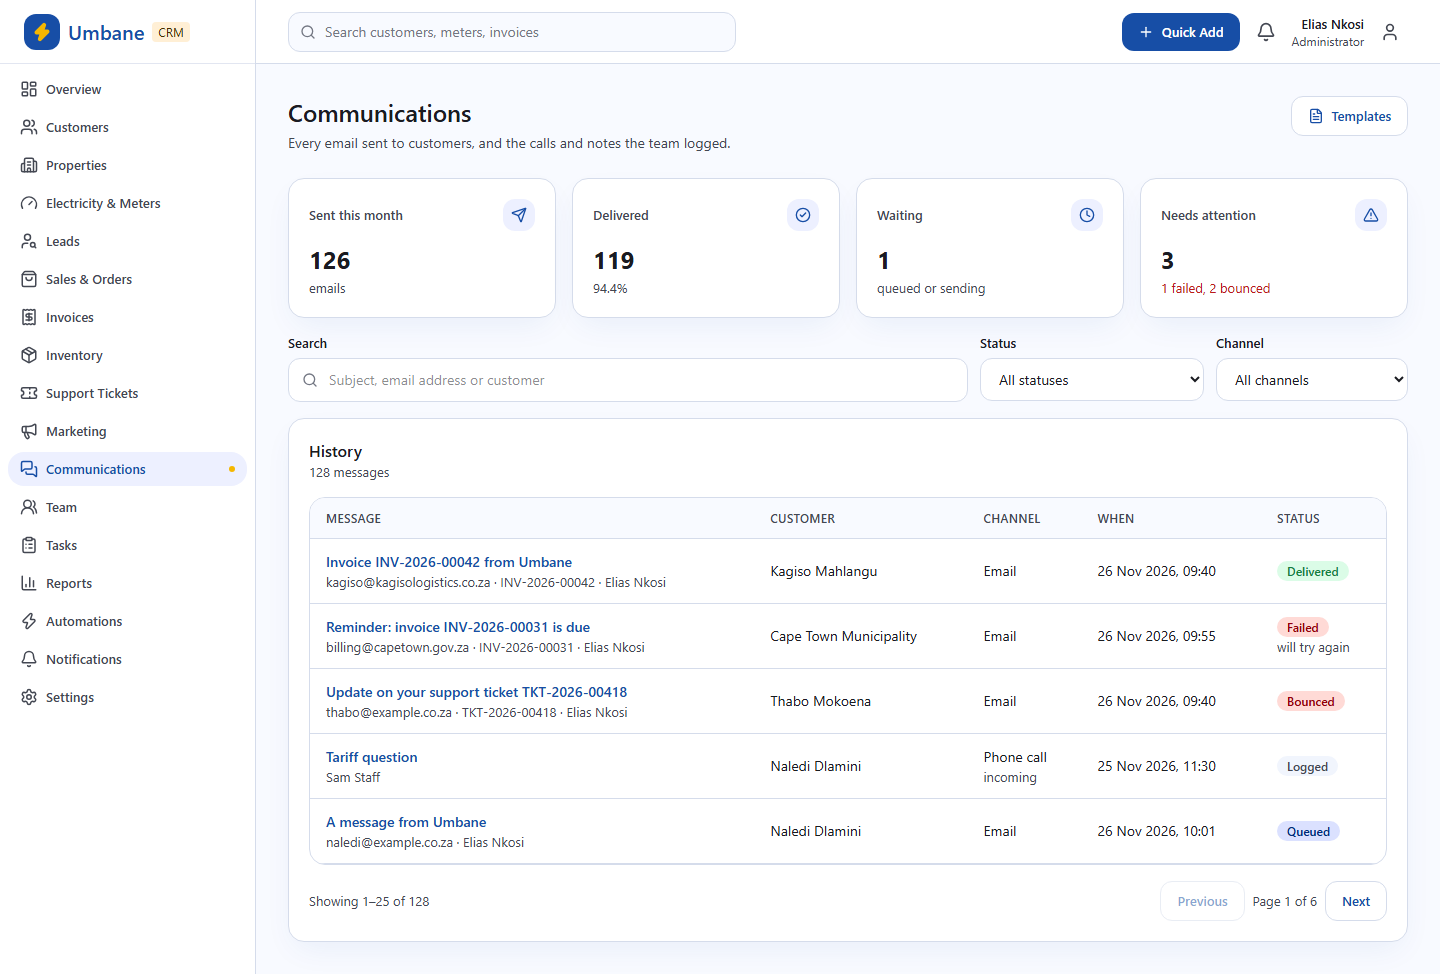 Umbane CRM
Search customers, meters, invoices
Quick Add
Elias Nkosi
Administrator
Overview
Customers
Properties
Electricity & Meters
Leads
Sales & Orders
Invoices
Inventory
Support Tickets
Marketing
Communications
Team
Tasks
Reports
Automations
Notifications
Settings
Communications
Every email sent to customers, and the calls and notes the team logged.
Templates
Sent this month
126
emails
Delivered
119
94.4%
Waiting
1
queued or sending
Needs attention
3
1 failed, 2 bounced
Search
Subject, email address or customer
Status
All statuses
Channel
All channels
History
128 messages
MESSAGE CUSTOMER CHANNEL WHEN STATUS
Invoice INV-2026-00042 from Umbane
kagiso@kagisologistics.co.za · INV-2026-00042 · Elias Nkosi
Kagiso Mahlangu
Email
26 Nov 2026, 09:40
Delivered
Reminder: invoice INV-2026-00031 is due
billing@capetown.gov.za · INV-2026-00031 · Elias Nkosi
Cape Town Municipality
Email
26 Nov 2026, 09:55
Failed
will try again
Update on your support ticket TKT-2026-00418
thabo@example.co.za · TKT-2026-00418 · Elias Nkosi
Thabo Mokoena
Email
26 Nov 2026, 09:40
Bounced
Tariff question
Sam Staff
Naledi Dlamini
Phone call
incoming
25 Nov 2026, 11:30
Logged
A message from Umbane
naledi@example.co.za · Elias Nkosi
Naledi Dlamini
Email
26 Nov 2026, 10:01
Queued
Showing 1–25 of 128
Previous
Page 1 of 6
Next